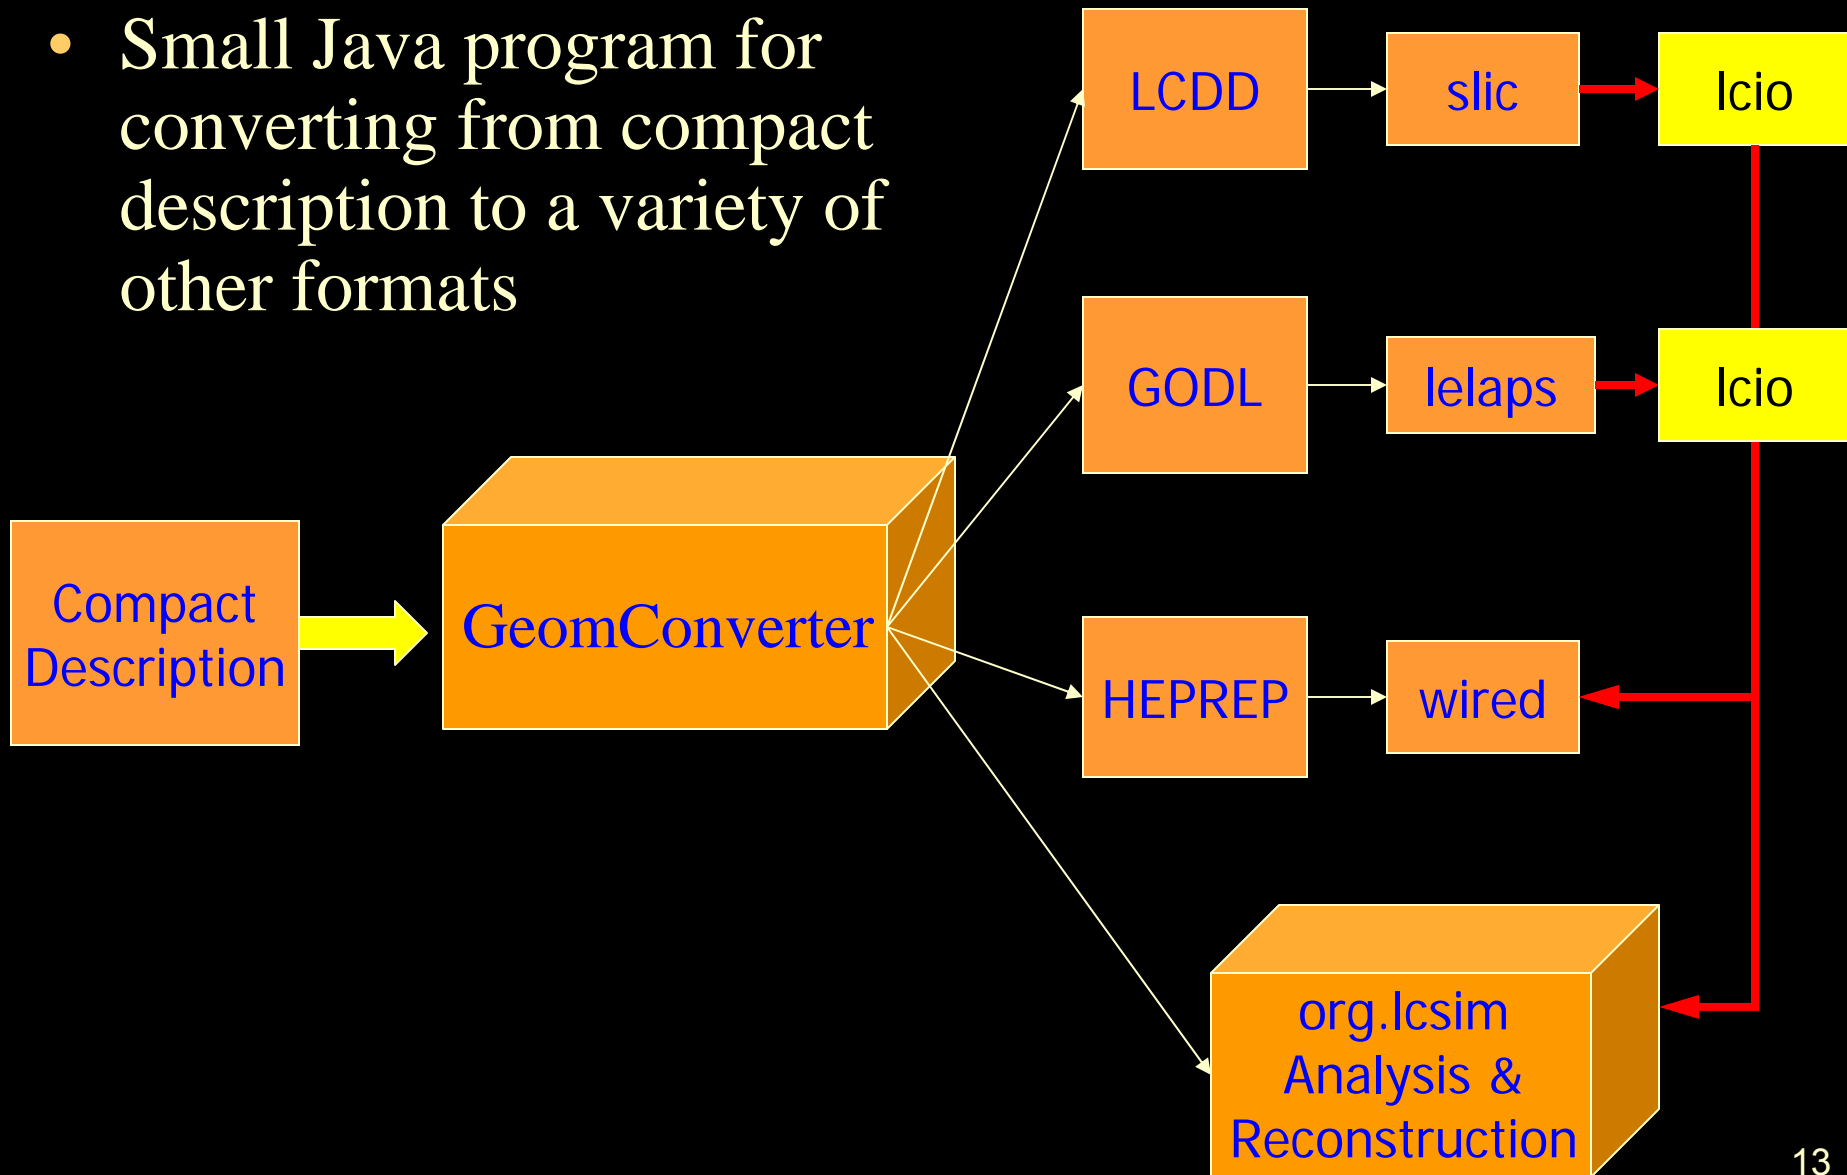 • Small Java program for
converting from compact
description to a variety of
other formats
LCDD
slic
lcio
GODL
lelaps
lcio
Compact
Description
GeomConverter
HEPREP
wired
org.lcsim
Analysis &
Reconstruction
13